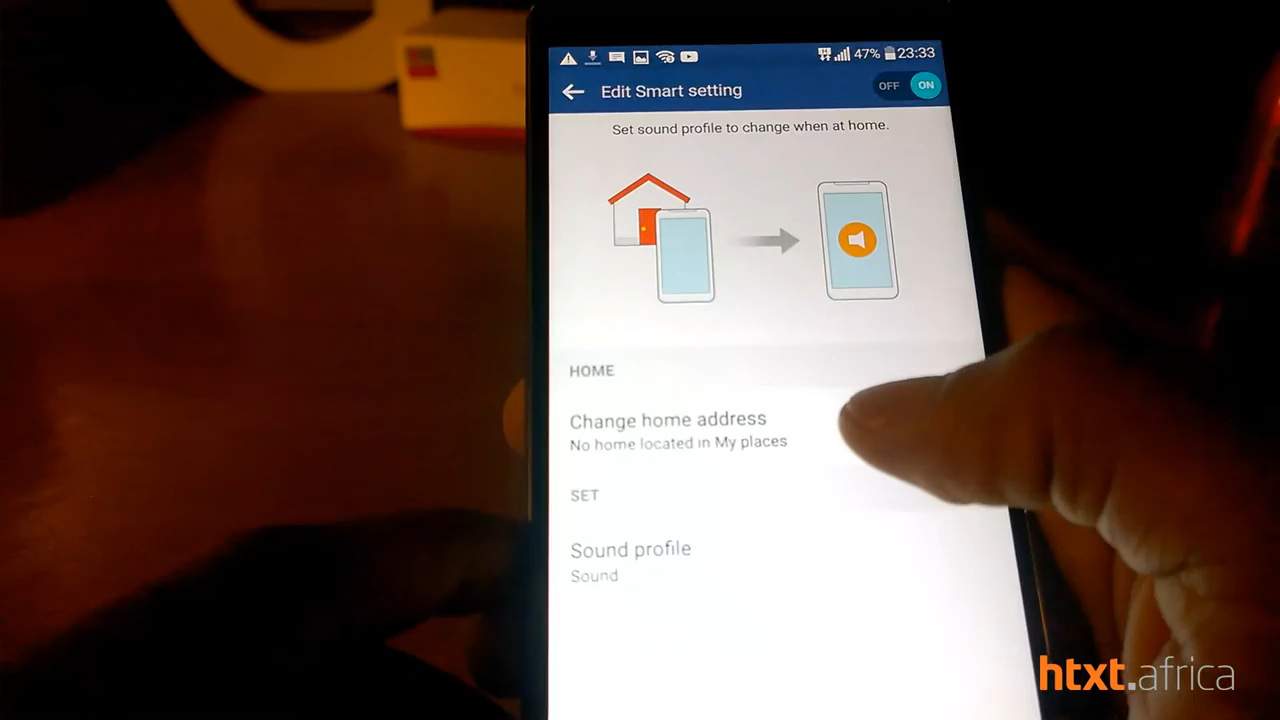 47% 23:33
Edit Smart setting OFF ON
Set sound profile to change when at home.
HOME
Change home address
No home located in My places
SET
Sound profile
Sound
htxt.africa